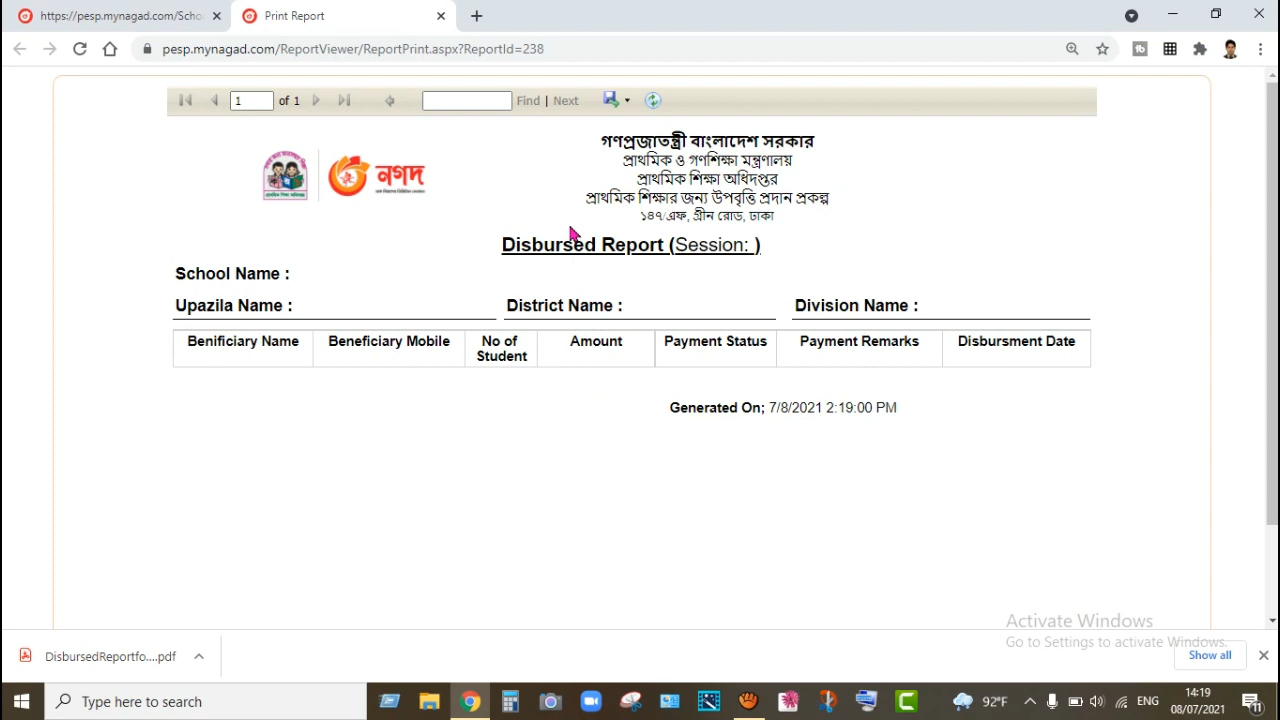 https://pesp.mynagad.com/Scho
Print Report
pesp.mynagad.com/ReportViewer/ReportPrint.aspx?ReportId=238
1 of 1 Find | Next
নগদ
গণপ্রজাতন্ত্রী বাংলাদেশ সরকার
প্রাথমিক ও গণশিক্ষা মন্ত্রণালয়
প্রাথমিক শিক্ষা অধিদপ্তর
প্রাথমিক শিক্ষার জন্য উপবৃত্তি প্রদান প্রকল্প
১৪৭/এফ, গ্রীন রোড, ঢাকা
Disbursed Report (Session: )
School Name :
Upazila Name : District Name : Division Name :
Benificiary Name Beneficiary Mobile No of Student Amount Payment Status Payment Remarks Disbursment Date
Generated On; 7/8/2021 2:19:00 PM
Activate Windows
Go to Settings to activate Windows.
DisbursedReportfo....pdf Show all
Type here to search
92°F ENG 14:19
08/07/2021
11